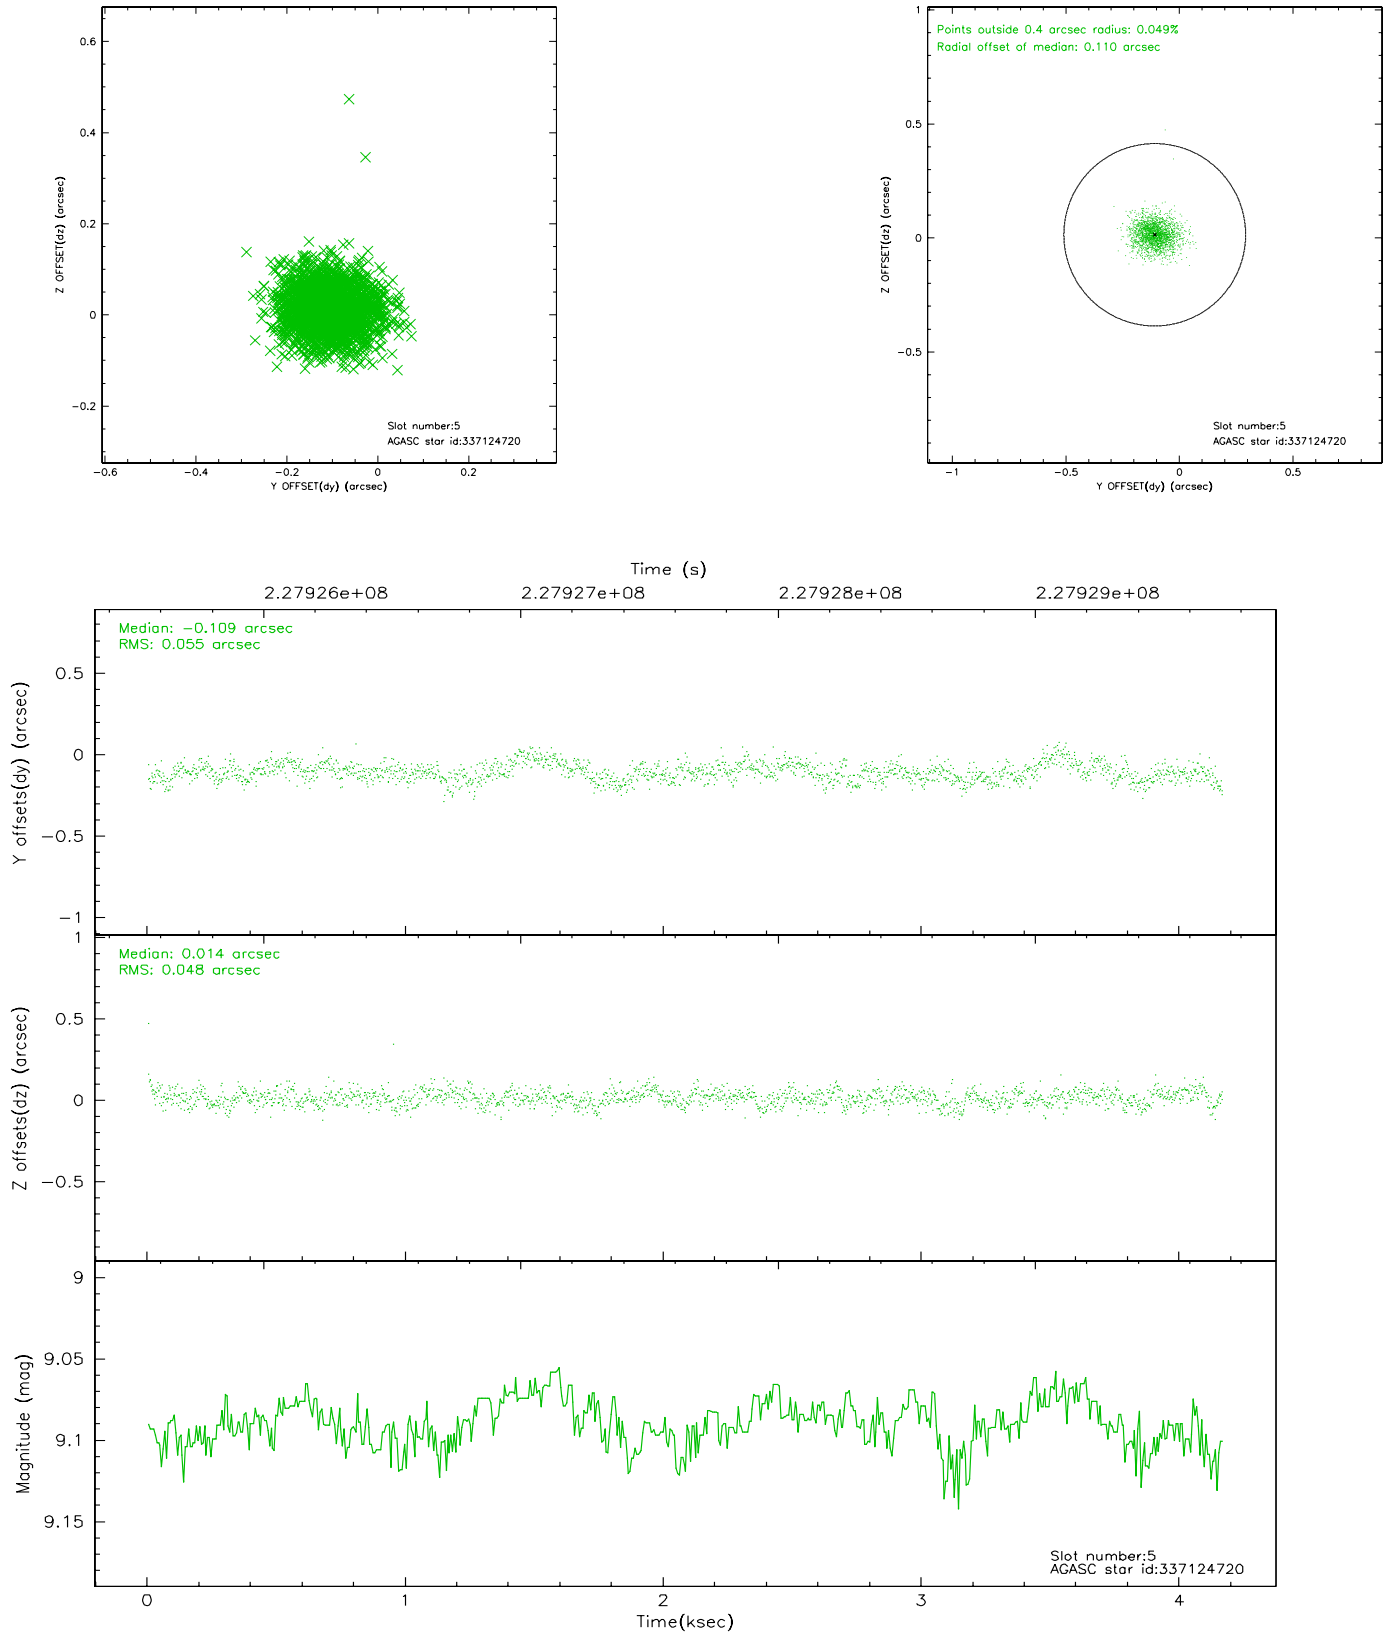 0.6
0.4
0.2
0
−0.2
Z OFFSET(dz) (arcsec)
Slot number:5
AGASC star id:337124720
−0.6 −0.4 −0.2 0 0.2
Y OFFSET(dy) (arcsec)
Points outside 0.4 arcsec radius: 0.049%
Radial offset of median: 0.110 arcsec
1
0.5
0
−0.5
Z OFFSET(dz) (arcsec)
Slot number:5
AGASC star id:337124720
−1 −0.5 0 0.5
Y OFFSET(dy) (arcsec)
Time (s)
2.27926e+08 2.27927e+08 2.27928e+08 2.27929e+08
Median: −0.109 arcsec
RMS: 0.055 arcsec
0.5
0
−0.5
−1
Y offsets(dy) (arcsec)
Median: 0.014 arcsec
RMS: 0.048 arcsec
1
0.5
0
−0.5
Z offsets(dz) (arcsec)
9
9.05
9.1
9.15
Magnitude (mag)
Slot number:5
AGASC star id:337124720
0 1 2 3 4
Time(ksec)